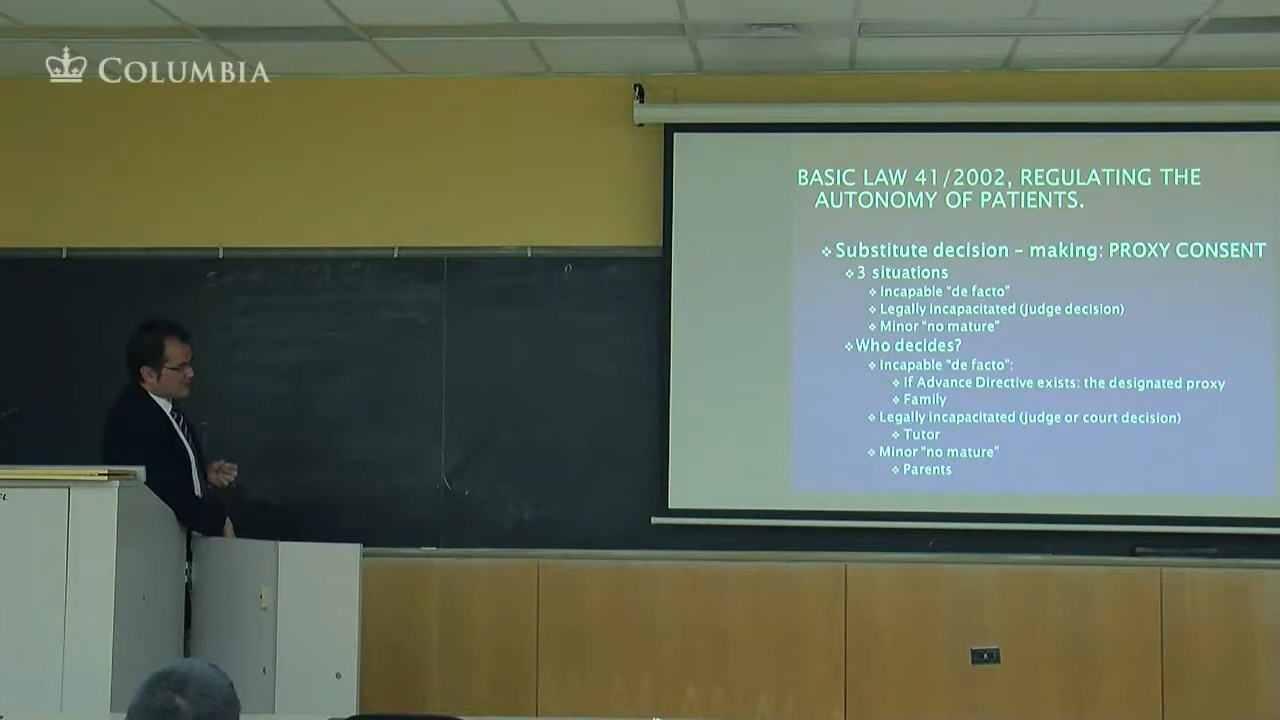 COLUMBIA
BASIC LAW 41/2002, REGULATING THE
AUTONOMY OF PATIENTS.
Substitute decision – making: PROXY CONSENT
3 situations
Incapable "de facto"
Legally incapacitated (judge decision)
Minor "no mature"
Who decides?
Incapable "de facto":
If Advance Directive exists: the designated proxy
Family
Legally incapacitated (judge or court decision)
Tutor
Minor "no mature"
Parents